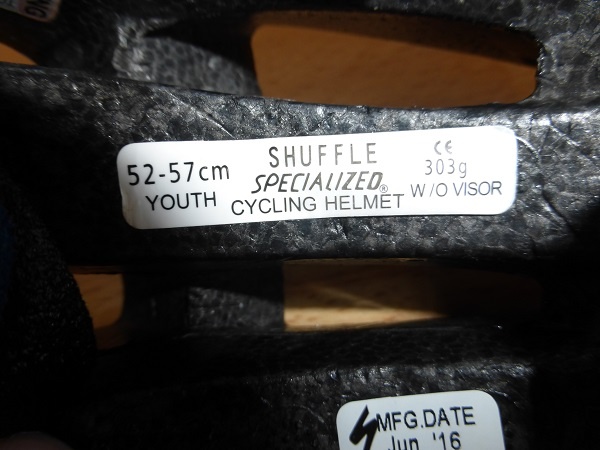 52-57cm
YOUTH
SHUFFLE
SPECIALIZED®
CYCLING HELMET
CE
303g
W/O VISOR
MFG.DATE
Jun. '16